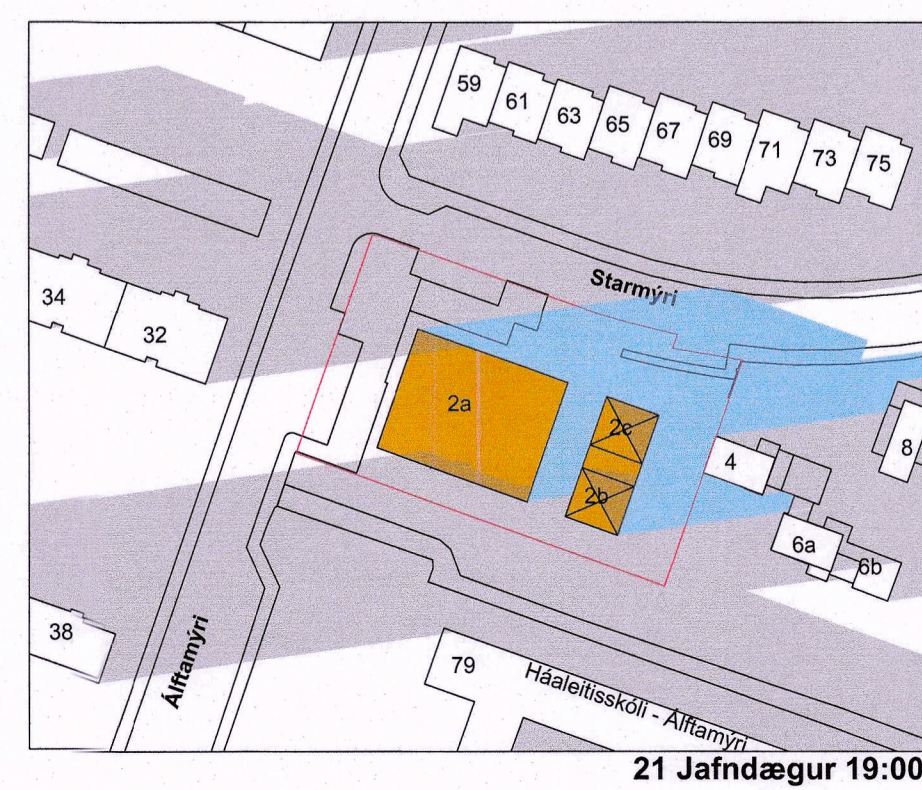 59
61
63
65
67
69
71
73
75
Starmýri
34
32
2a
2c
2b
4
8
6a
6b
38
Álftamýri
79
Háaleitisskóli - Álftamýri
21 Jafndægur 19:00